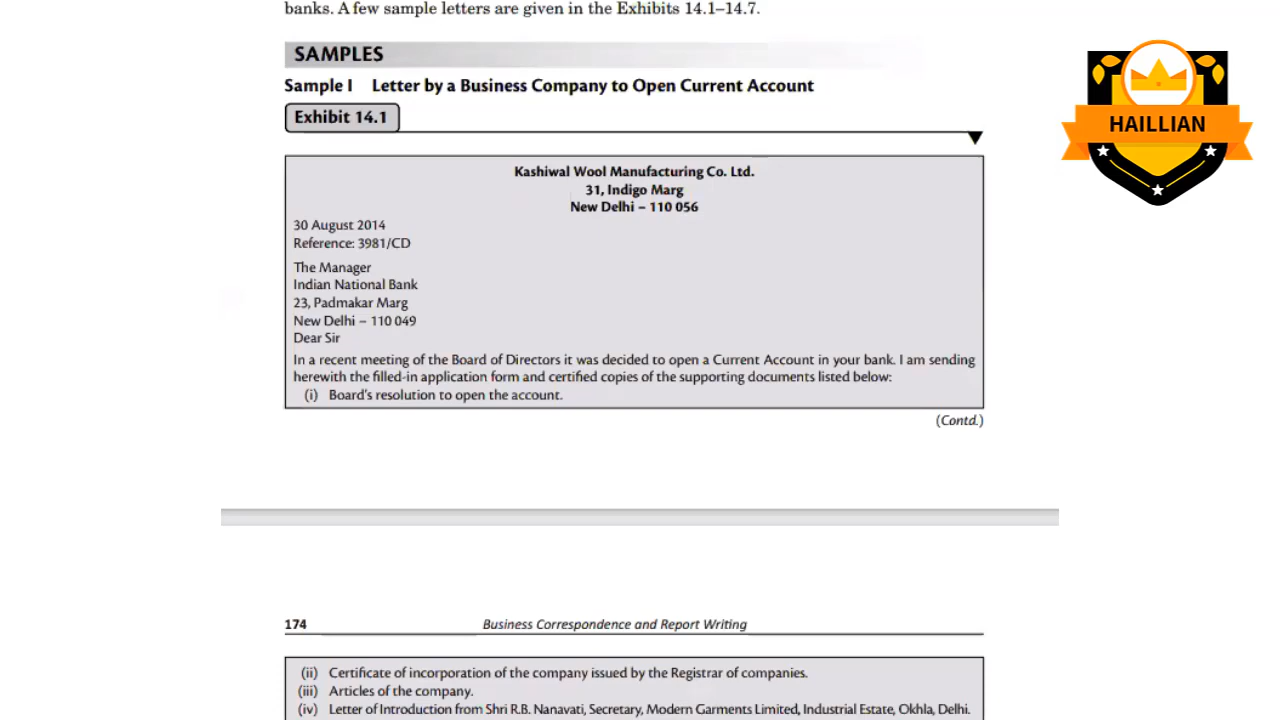 banks. A few sample letters are given in the Exhibits 14.1–14.7.
SAMPLES
Sample I Letter by a Business Company to Open Current Account
Exhibit 14.1
HAILLIAN
Kashiwal Wool Manufacturing Co. Ltd.
31, Indigo Marg
New Delhi – 110 056
30 August 2014
Reference: 3981/CD
The Manager
Indian National Bank
23, Padmakar Marg
New Delhi – 110 049
Dear Sir
In a recent meeting of the Board of Directors it was decided to open a Current Account in your bank. I am sending
herewith the filled-in application form and certified copies of the supporting documents listed below:
(i) Board's resolution to open the account.
(Contd.)
174 Business Correspondence and Report Writing
(ii) Certificate of incorporation of the company issued by the Registrar of companies.
(iii) Articles of the company.
(iv) Letter of Introduction from Shri R.B. Nanavati, Secretary, Modern Garments Limited, Industrial Estate, Okhla, Delhi.